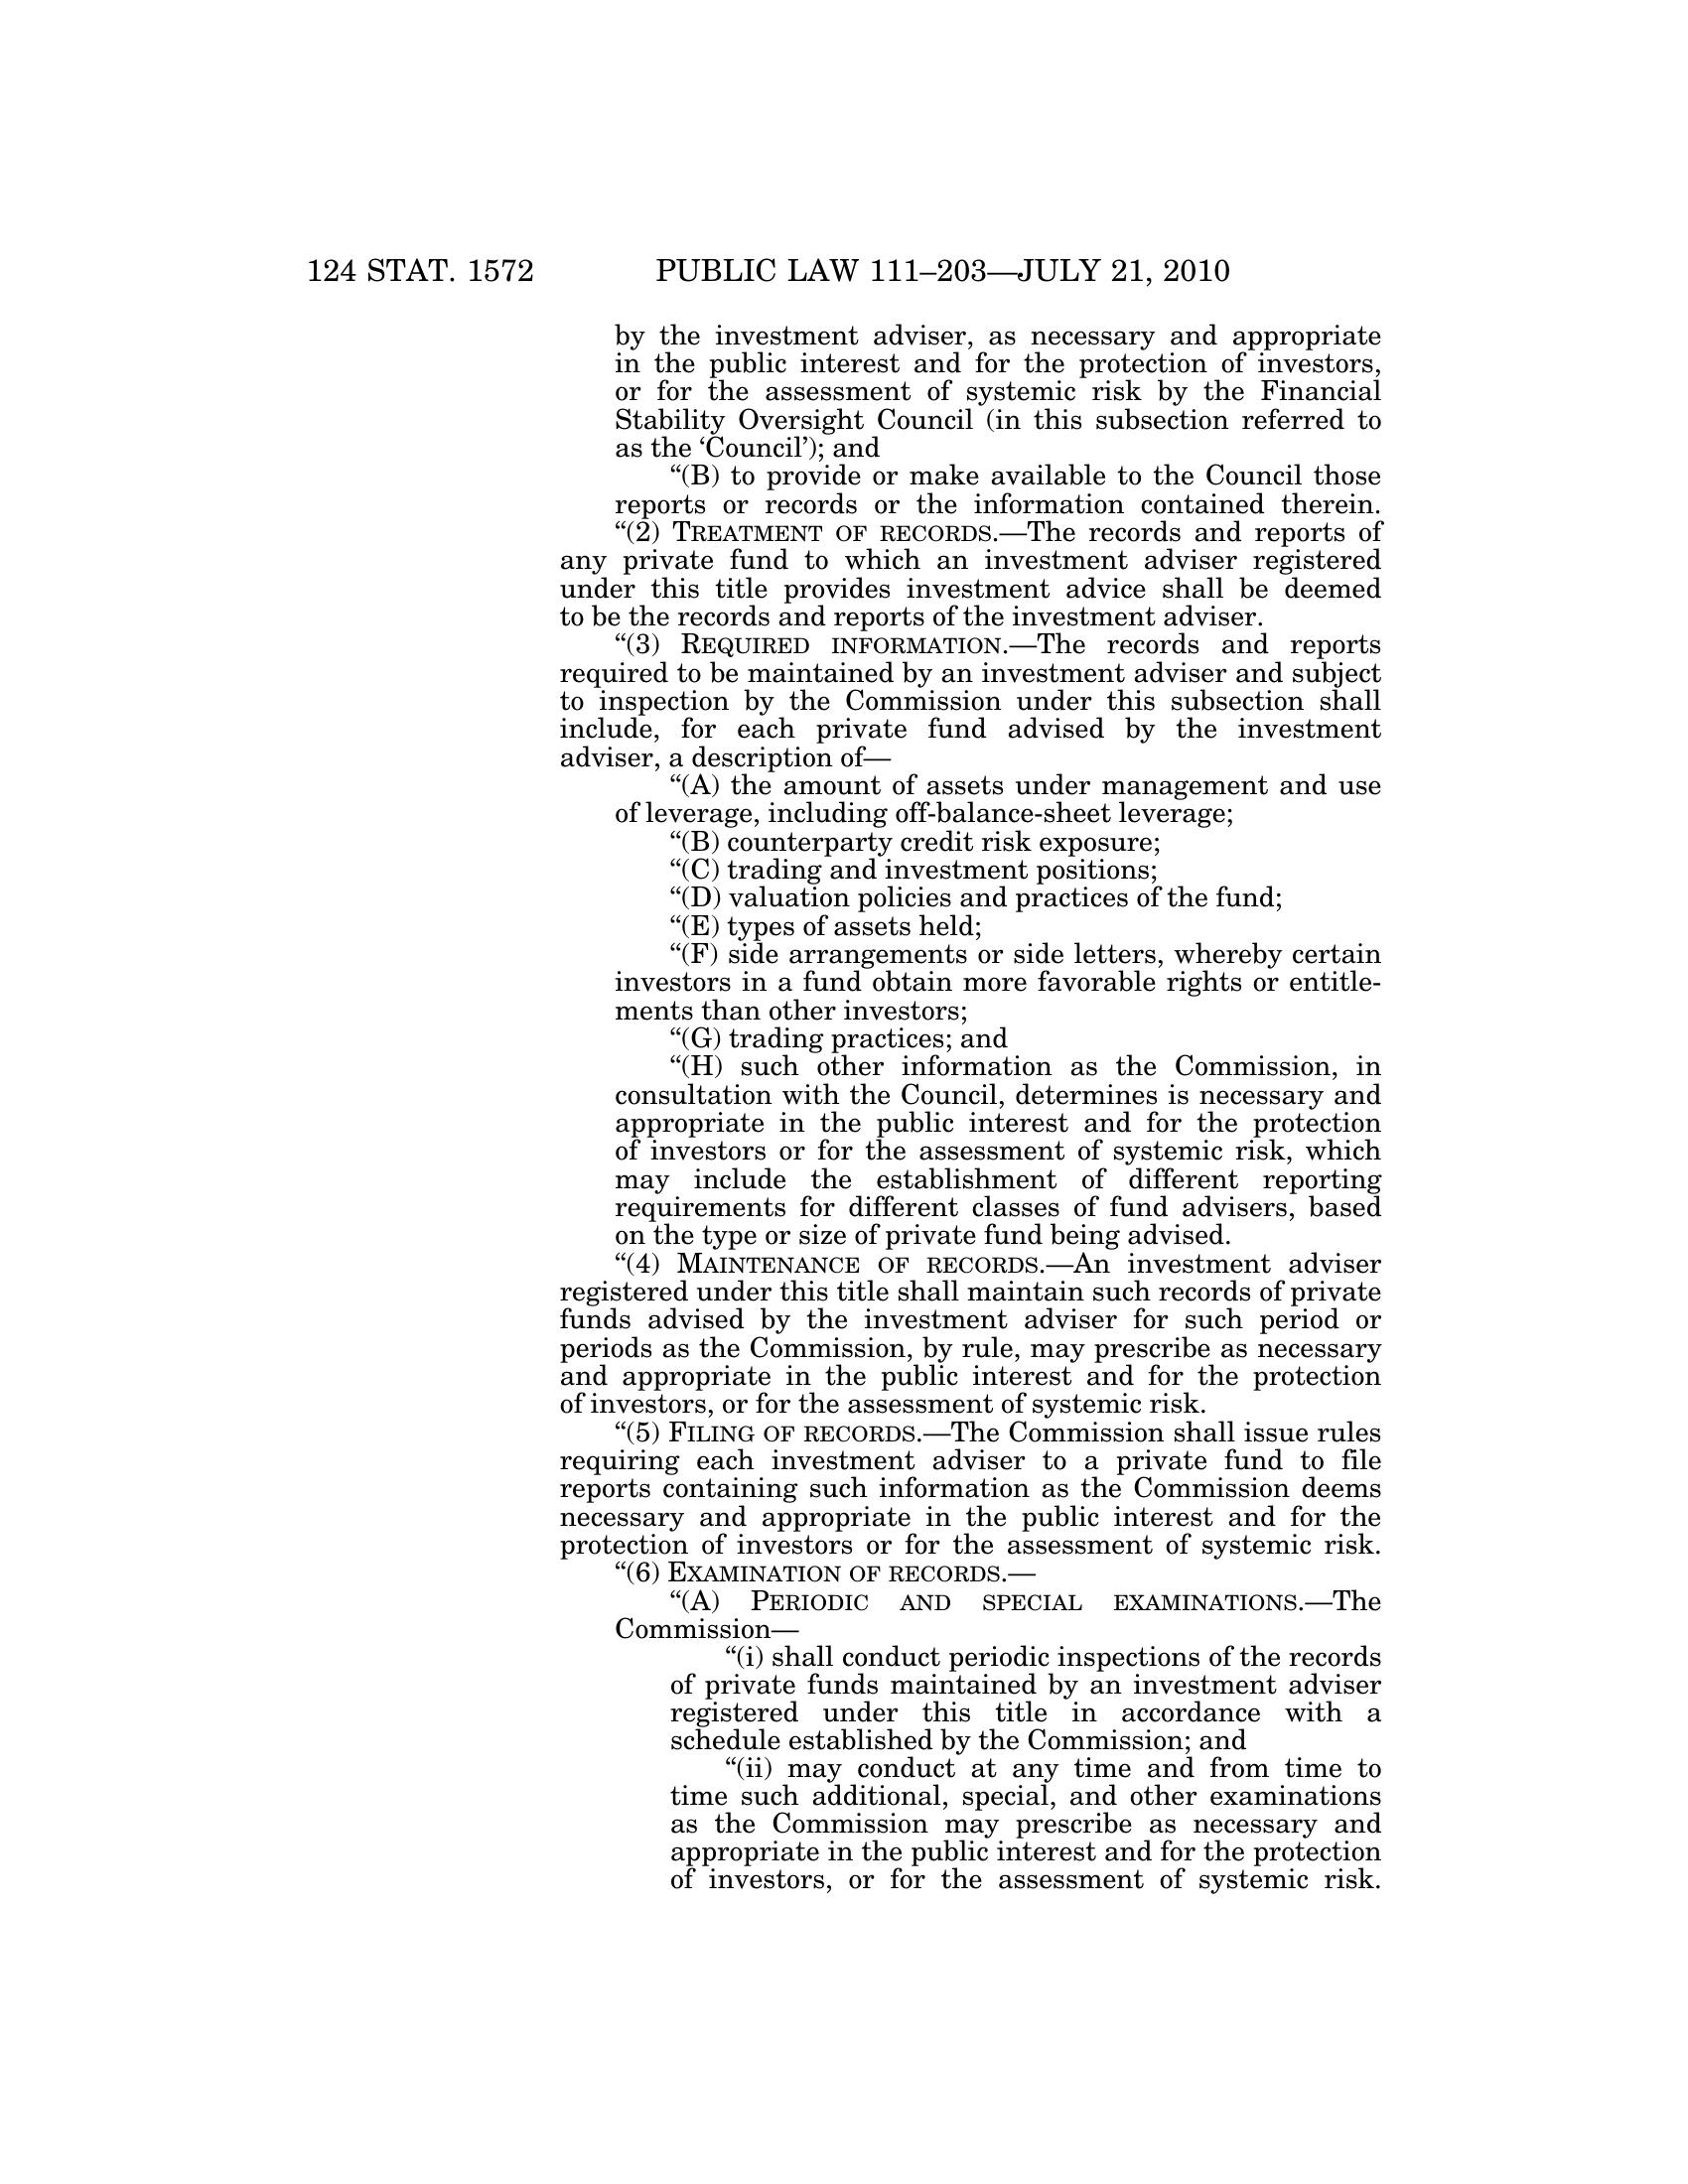 124 STAT. 1572 PUBLIC LAW 111–203—JULY 21, 2010
by the investment adviser, as necessary and appropriate
in the public interest and for the protection of investors,
or for the assessment of systemic risk by the Financial
Stability Oversight Council (in this subsection referred to
as the ‘Council’); and
“(B) to provide or make available to the Council those
reports or records or the information contained therein.
“(2) TREATMENT OF RECORDS.—The records and reports of
any private fund to which an investment adviser registered
under this title provides investment advice shall be deemed
to be the records and reports of the investment adviser.
“(3) REQUIRED INFORMATION.—The records and reports
required to be maintained by an investment adviser and subject
to inspection by the Commission under this subsection shall
include, for each private fund advised by the investment
adviser, a description of—
“(A) the amount of assets under management and use
of leverage, including off-balance-sheet leverage;
“(B) counterparty credit risk exposure;
“(C) trading and investment positions;
“(D) valuation policies and practices of the fund;
“(E) types of assets held;
“(F) side arrangements or side letters, whereby certain
investors in a fund obtain more favorable rights or entitle-
ments than other investors;
“(G) trading practices; and
“(H) such other information as the Commission, in
consultation with the Council, determines is necessary and
appropriate in the public interest and for the protection
of investors or for the assessment of systemic risk, which
may include the establishment of different reporting
requirements for different classes of fund advisers, based
on the type or size of private fund being advised.
“(4) MAINTENANCE OF RECORDS.—An investment adviser
registered under this title shall maintain such records of private
funds advised by the investment adviser for such period or
periods as the Commission, by rule, may prescribe as necessary
and appropriate in the public interest and for the protection
of investors, or for the assessment of systemic risk.
“(5) FILING OF RECORDS.—The Commission shall issue rules
requiring each investment adviser to a private fund to file
reports containing such information as the Commission deems
necessary and appropriate in the public interest and for the
protection of investors or for the assessment of systemic risk.
“(6) EXAMINATION OF RECORDS.—
“(A) PERIODIC AND SPECIAL EXAMINATIONS.—The
Commission—
“(i) shall conduct periodic inspections of the records
of private funds maintained by an investment adviser
registered under this title in accordance with a
schedule established by the Commission; and
“(ii) may conduct at any time and from time to
time such additional, special, and other examinations
as the Commission may prescribe as necessary and
appropriate in the public interest and for the protection
of investors, or for the assessment of systemic risk.